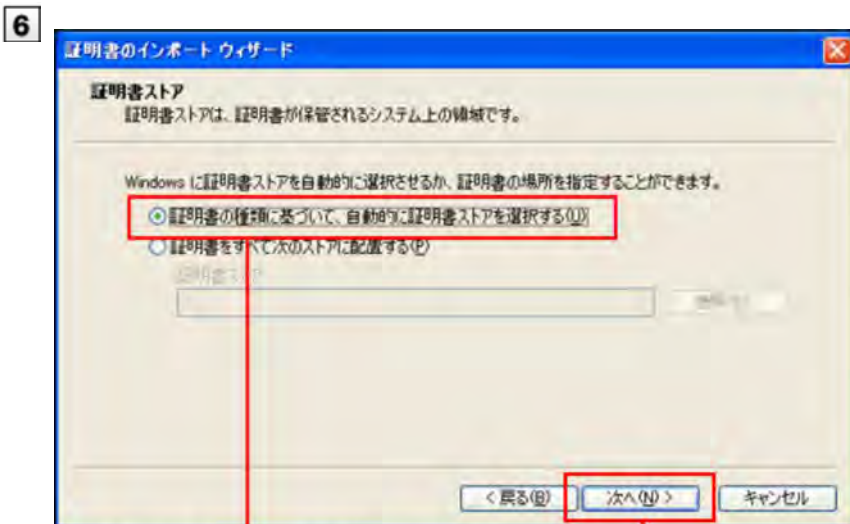 6
証明書のインポート ウィザード
証明書ストア
証明書ストアは、証明書が保管されるシステム上の領域です。
Windows に証明書ストアを自動的に選択させるか、証明書の場所を指定することができます。
証明書の種類に基づいて、自動的に証明書ストアを選択する(U)
証明書をすべて次のストアに配置する(P)
証明書ストア
< 戻る(B) 次へ(N) > キャンセル